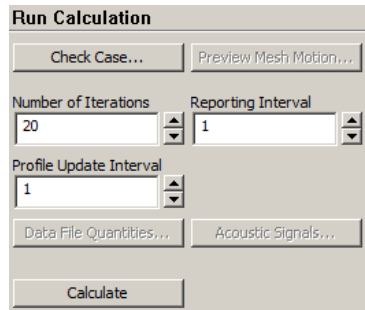 Run Calculation
Check Case... Preview Mesh Motion...
Number of Iterations Reporting Interval
20 1
Profile Update Interval
1
Data File Quantities... Acoustic Signals...
Calculate